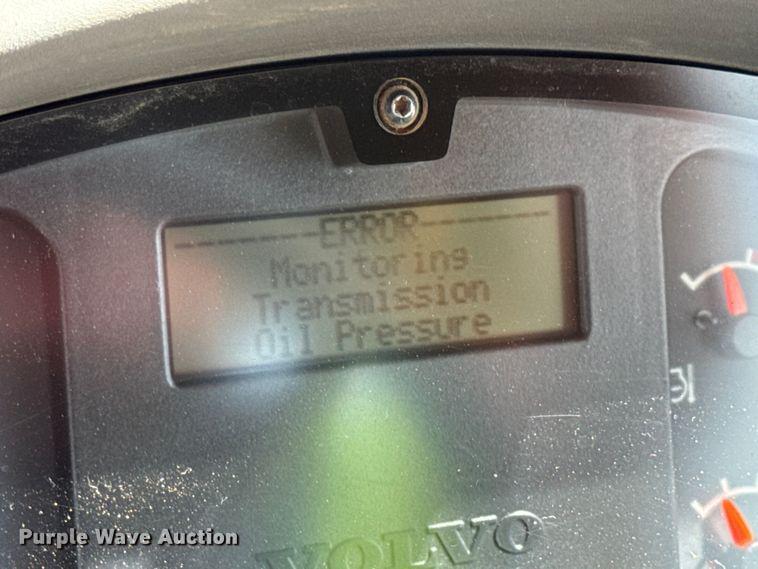 -------ERROR-------
Monitoring
Transmission
Oil Pressure
VOLVO
Purple Wave Auction®